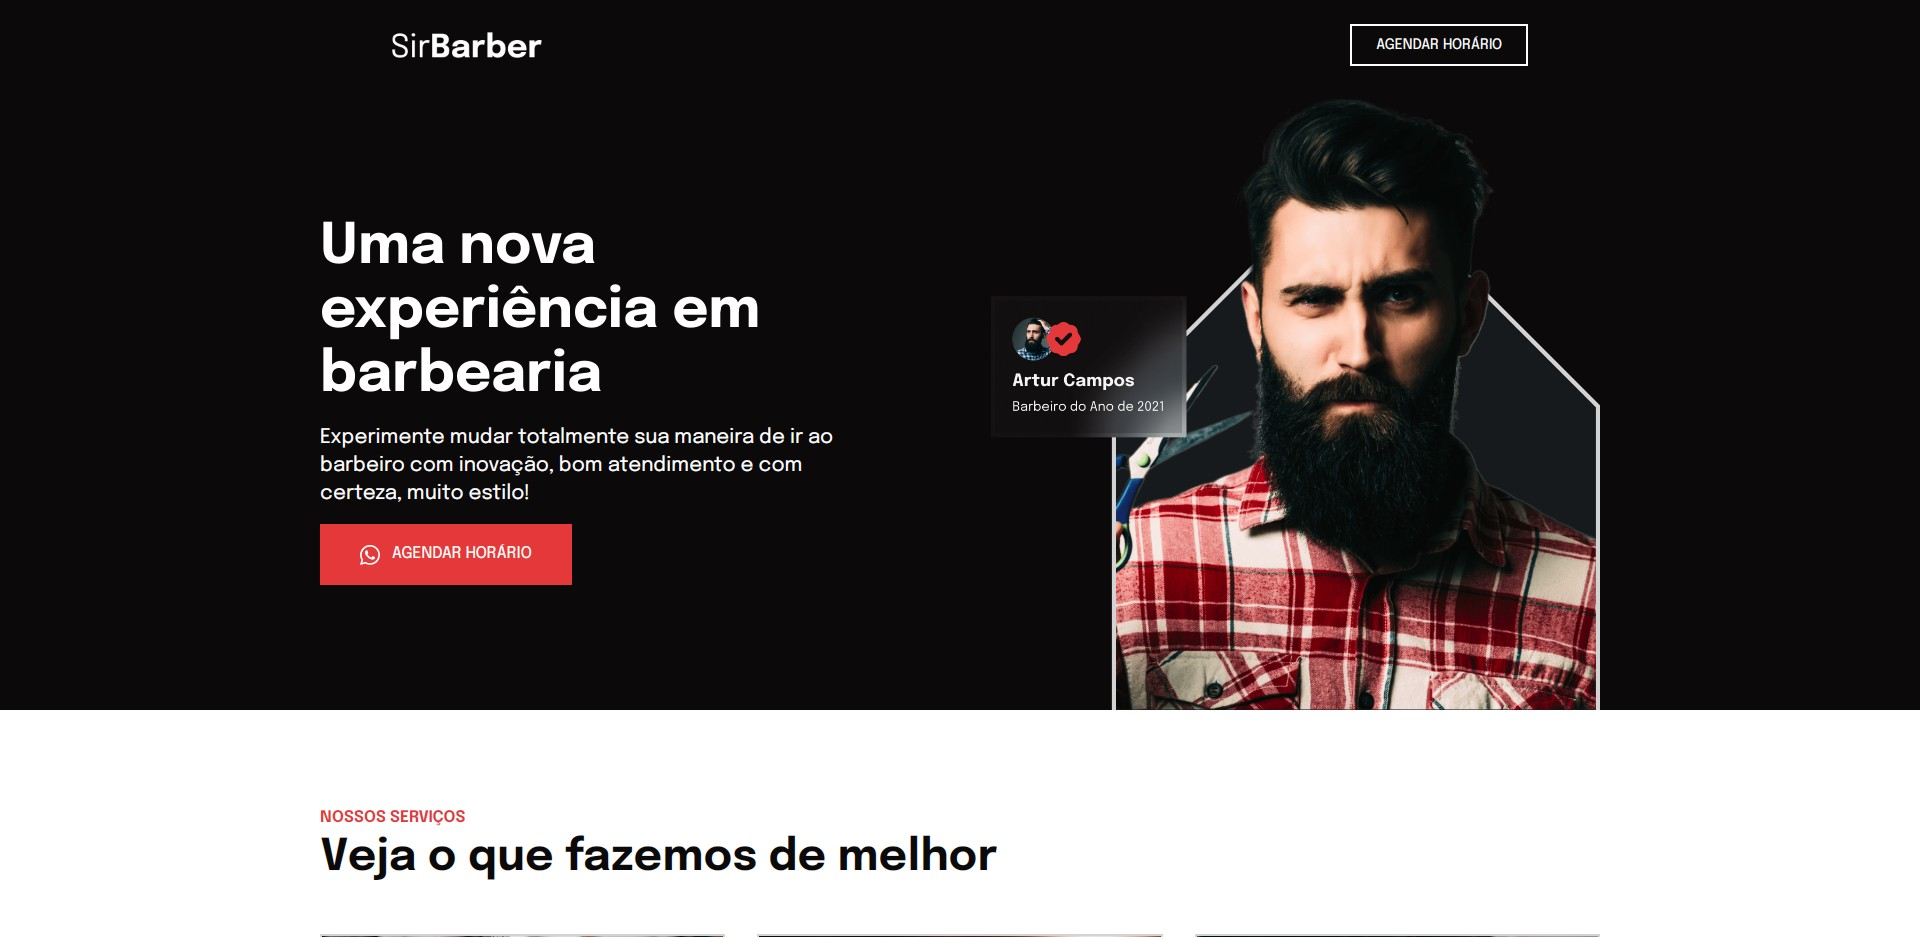 SirBarber
AGENDAR HORÁRIO
Uma nova
experiência em
barbearia
Experimente mudar totalmente sua maneira de ir ao
barbeiro com inovação, bom atendimento e com
certeza, muito estilo!
AGENDAR HORÁRIO
Artur Campos
Barbeiro do Ano de 2021
NOSSOS SERVIÇOS
Veja o que fazemos de melhor